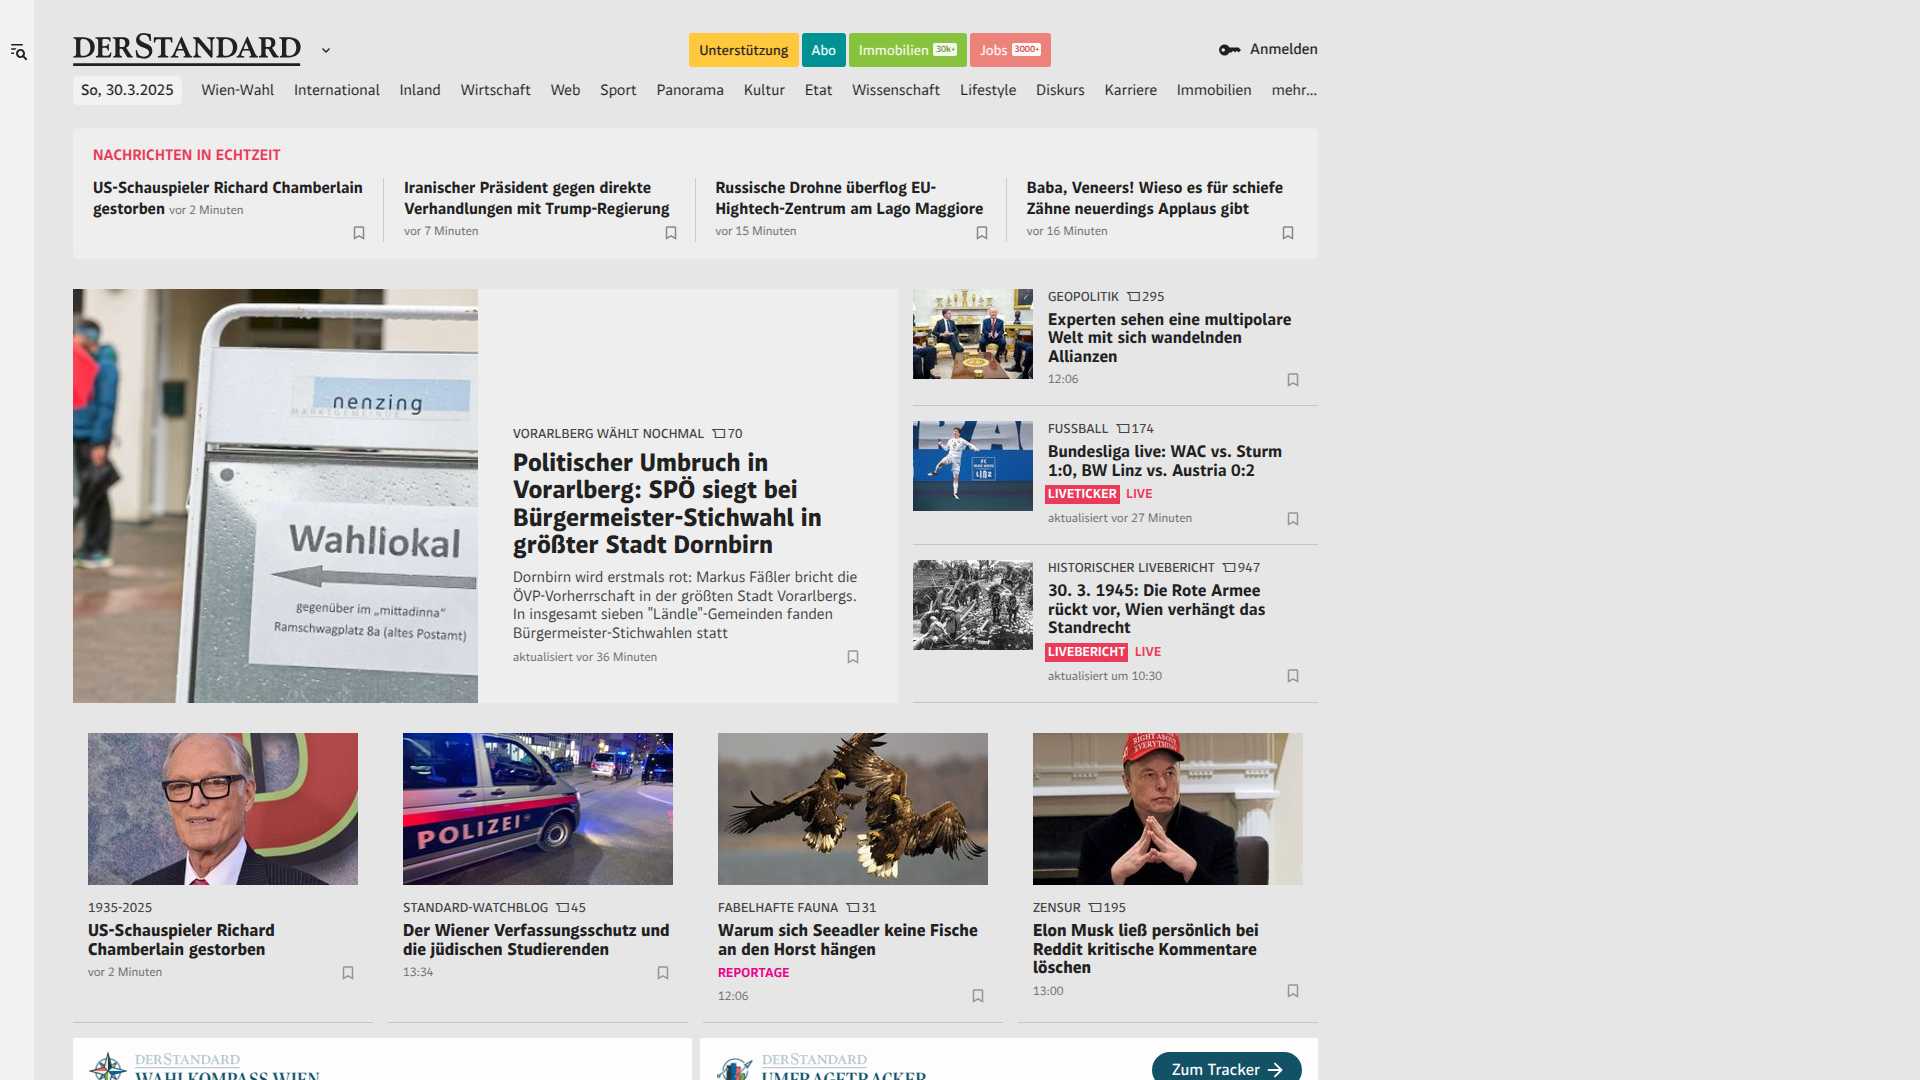 DERSTANDARD
Unterstützung
Abo
Immobilien 30k+
Jobs 3000+
Anmelden
So, 30.3.2025
Wien-Wahl
International
Inland
Wirtschaft
Web
Sport
Panorama
Kultur
Etat
Wissenschaft
Lifestyle
Diskurs
Karriere
Immobilien
mehr...
NACHRICHTEN IN ECHTZEIT
US-Schauspieler Richard Chamberlain
gestorben vor 2 Minuten
Iranischer Präsident gegen direkte
Verhandlungen mit Trump-Regierung
vor 7 Minuten
Russische Drohne überflog EU-
Hightech-Zentrum am Lago Maggiore
vor 15 Minuten
Baba, Veneers! Wieso es für schiefe
Zähne neuerdings Applaus gibt
vor 16 Minuten
nenzing
MARKTGEMEINDE
Wahllokal
gegenüber im „mittadinna“
Ramschwagplatz 8a (altes Postamt)
VORARLBERG WÄHLT NOCHMAL 70
Politischer Umbruch in
Vorarlberg: SPÖ siegt bei
Bürgermeister-Stichwahl in
größter Stadt Dornbirn
Dornbirn wird erstmals rot: Markus Fäßler bricht die
ÖVP-Vorherrschaft in der größten Stadt Vorarlbergs.
In insgesamt sieben "Ländle"-Gemeinden fanden
Bürgermeister-Stichwahlen statt
aktualisiert vor 36 Minuten
GEOPOLITIK 295
Experten sehen eine multipolare
Welt mit sich wandelnden
Allianzen
12:06
LINZ
FUSSBALL 174
Bundesliga live: WAC vs. Sturm
1:0, BW Linz vs. Austria 0:2
LIVETICKER LIVE
aktualisiert vor 27 Minuten
HISTORISCHER LIVEBERICHT 947
30. 3. 1945: Die Rote Armee
rückt vor, Wien verhängt das
Standrecht
LIVEBERICHT LIVE
aktualisiert um 10:30
1935-2025
US-Schauspieler Richard
Chamberlain gestorben
vor 2 Minuten
POLIZEI
STANDARD-WATCHBLOG 45
Der Wiener Verfassungsschutz und
die jüdischen Studierenden
13:34
FABELHAFTE FAUNA 31
Warum sich Seeadler keine Fische
an den Horst hängen
REPORTAGE
12:06
RIGHT ABOUT
EVERYTHING
ZENSUR 195
Elon Musk ließ persönlich bei
Reddit kritische Kommentare
löschen
13:00
DERSTANDARD
WAHLKOMPASS WIEN
DERSTANDARD
UMFRAGETRACKER
Zum Tracker